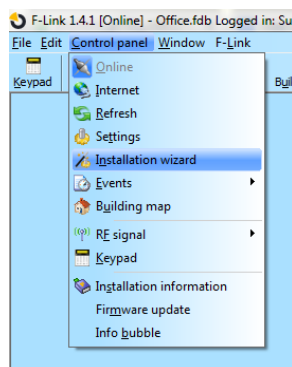 F-Link 1.4.1 [Online] - Office.fdb Logged in: Su
File Edit Control panel Window F-Link
Keypad
Online
Internet
Refresh
Settings
Installation wizard
Events
Building map
RF signal
Keypad
Installation information
Firmware update
Info bubble